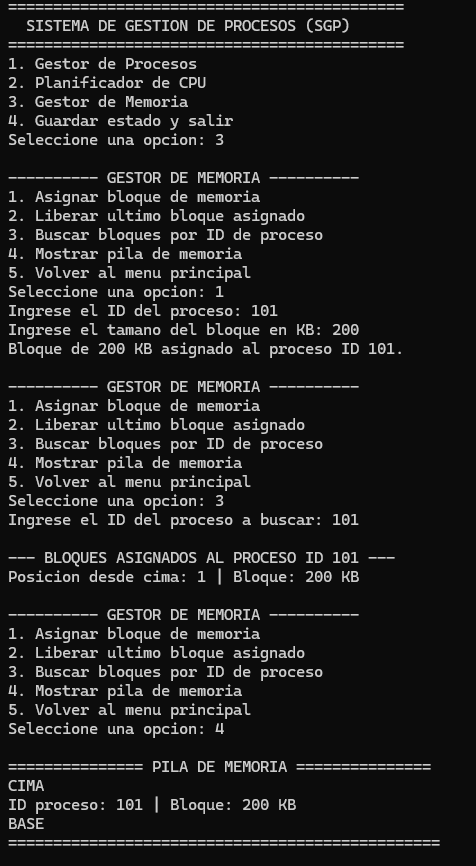 ============================================
SISTEMA DE GESTION DE PROCESOS (SGP)
============================================
1. Gestor de Procesos
2. Planificador de CPU
3. Gestor de Memoria
4. Guardar estado y salir
Seleccione una opcion: 3
---------- GESTOR DE MEMORIA ----------
1. Asignar bloque de memoria
2. Liberar ultimo bloque asignado
3. Buscar bloques por ID de proceso
4. Mostrar pila de memoria
5. Volver al menu principal
Seleccione una opcion: 1
Ingrese el ID del proceso: 101
Ingrese el tamano del bloque en KB: 200
Bloque de 200 KB asignado al proceso ID 101.
---------- GESTOR DE MEMORIA ----------
1. Asignar bloque de memoria
2. Liberar ultimo bloque asignado
3. Buscar bloques por ID de proceso
4. Mostrar pila de memoria
5. Volver al menu principal
Seleccione una opcion: 3
Ingrese el ID del proceso a buscar: 101
--- BLOQUES ASIGNADOS AL PROCESO ID 101 ---
Posicion desde cima: 1 | Bloque: 200 KB
---------- GESTOR DE MEMORIA ----------
1. Asignar bloque de memoria
2. Liberar ultimo bloque asignado
3. Buscar bloques por ID de proceso
4. Mostrar pila de memoria
5. Volver al menu principal
Seleccione una opcion: 4
=============== PILA DE MEMORIA ===============
CIMA
ID proceso: 101 | Bloque: 200 KB
BASE
================================================